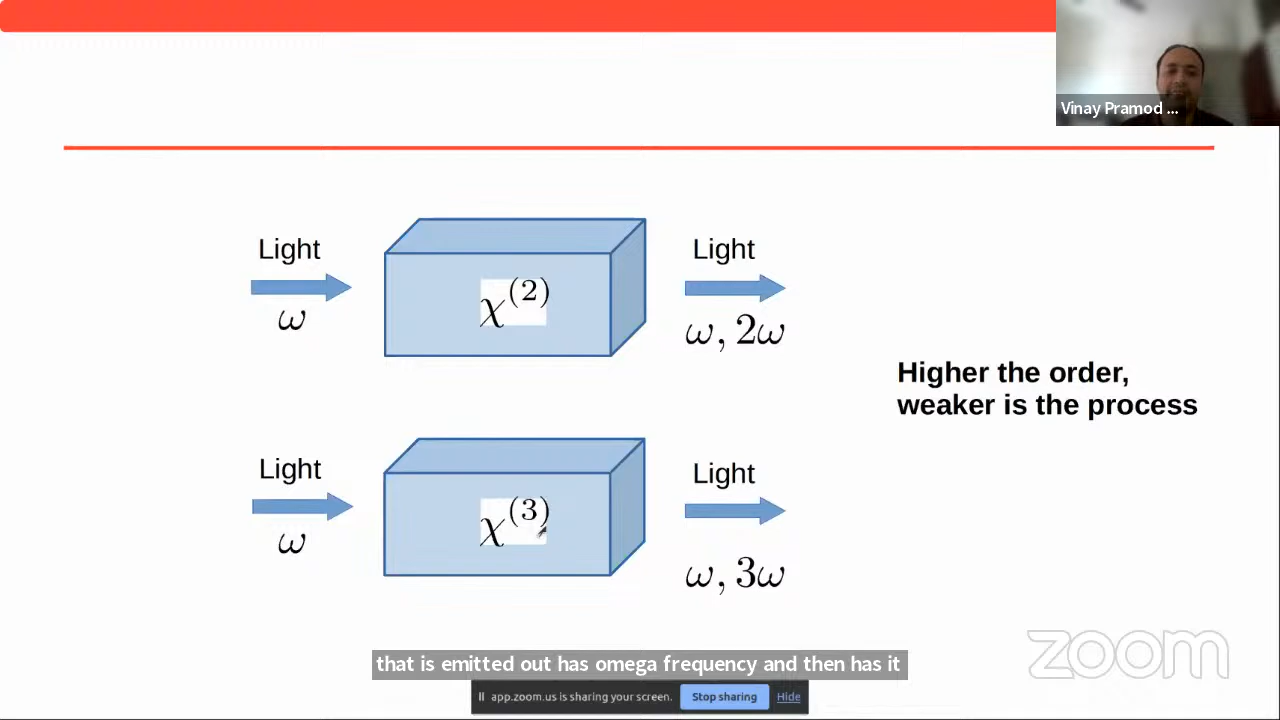 Vinay Pramod ...
Light
ω
χ^(2)
Light
ω, 2ω
Higher the order,
weaker is the process
Light
ω
χ^(3)
Light
ω, 3ω
zoom
that is emitted out has omega frequency and then has it
app.zoom.us is sharing your screen. Stop sharing Hide